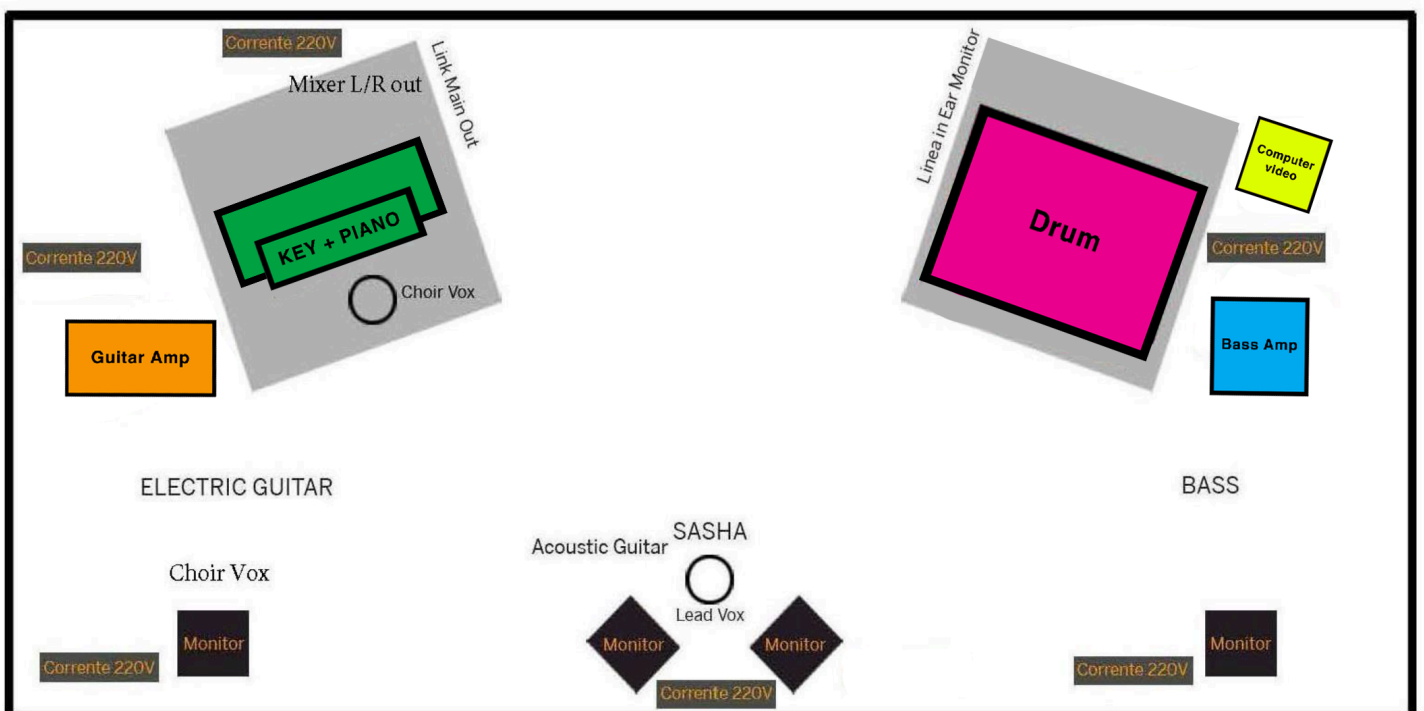 Corrente 220V
Mixer L/R out
Link Main Out
KEY + PIANO
Choir Vox
Corrente 220V
Guitar Amp
Linea in Ear Monitor
Drum
Computer
video
Corrente 220V
Bass Amp
ELECTRIC GUITAR
BASS
SASHA
Acoustic Guitar
Lead Vox
Choir Vox
Monitor
Corrente 220V
Monitor
Monitor
Corrente 220V
Monitor
Corrente 220V